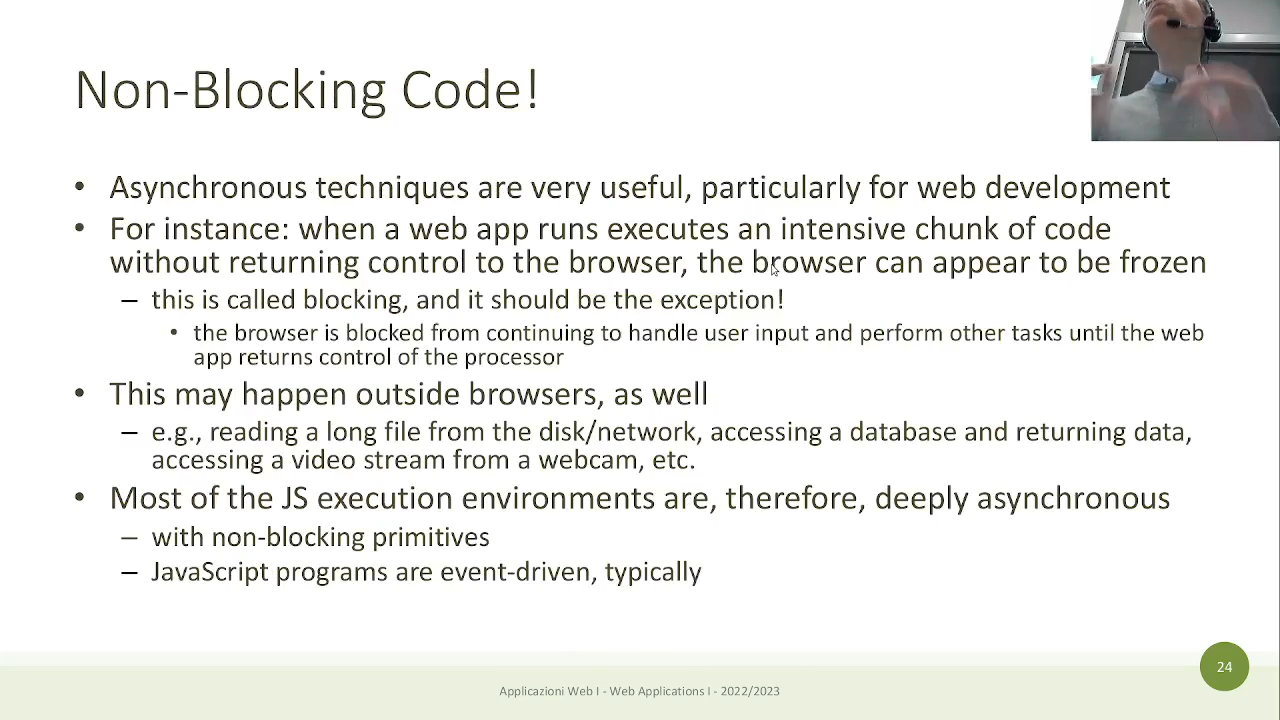 Non-Blocking Code!
• Asynchronous techniques are very useful, particularly for web development
• For instance: when a web app runs executes an intensive chunk of code
without returning control to the browser, the browser can appear to be frozen
– this is called blocking, and it should be the exception!
• the browser is blocked from continuing to handle user input and perform other tasks until the web
app returns control of the processor
• This may happen outside browsers, as well
– e.g., reading a long file from the disk/network, accessing a database and returning data,
accessing a video stream from a webcam, etc.
• Most of the JS execution environments are, therefore, deeply asynchronous
– with non-blocking primitives
– JavaScript programs are event-driven, typically
24
Applicazioni Web I - Web Applications I - 2022/2023